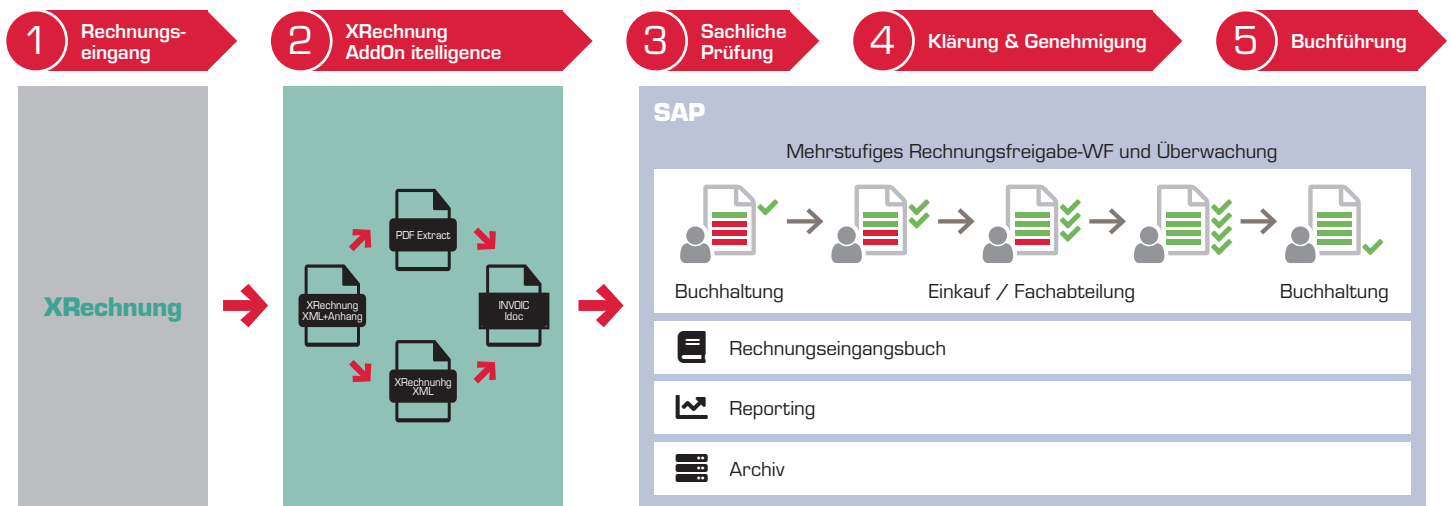 1
Rechnungs-
eingang
2
XRechnung
AddOn itelligence
3
Sachliche
Prüfung
4
Klärung & Genehmigung
5
Buchführung
XRechnung
PDF Extract
XRechnung
XML+Anhang
INVOIC
Idoc
XRechnunhg
XML
SAP
Mehrstufiges Rechnungsfreigabe-WF und Überwachung
Buchhaltung
Einkauf / Fachabteilung
Buchhaltung
Rechnungseingangsbuch
Reporting
Archiv